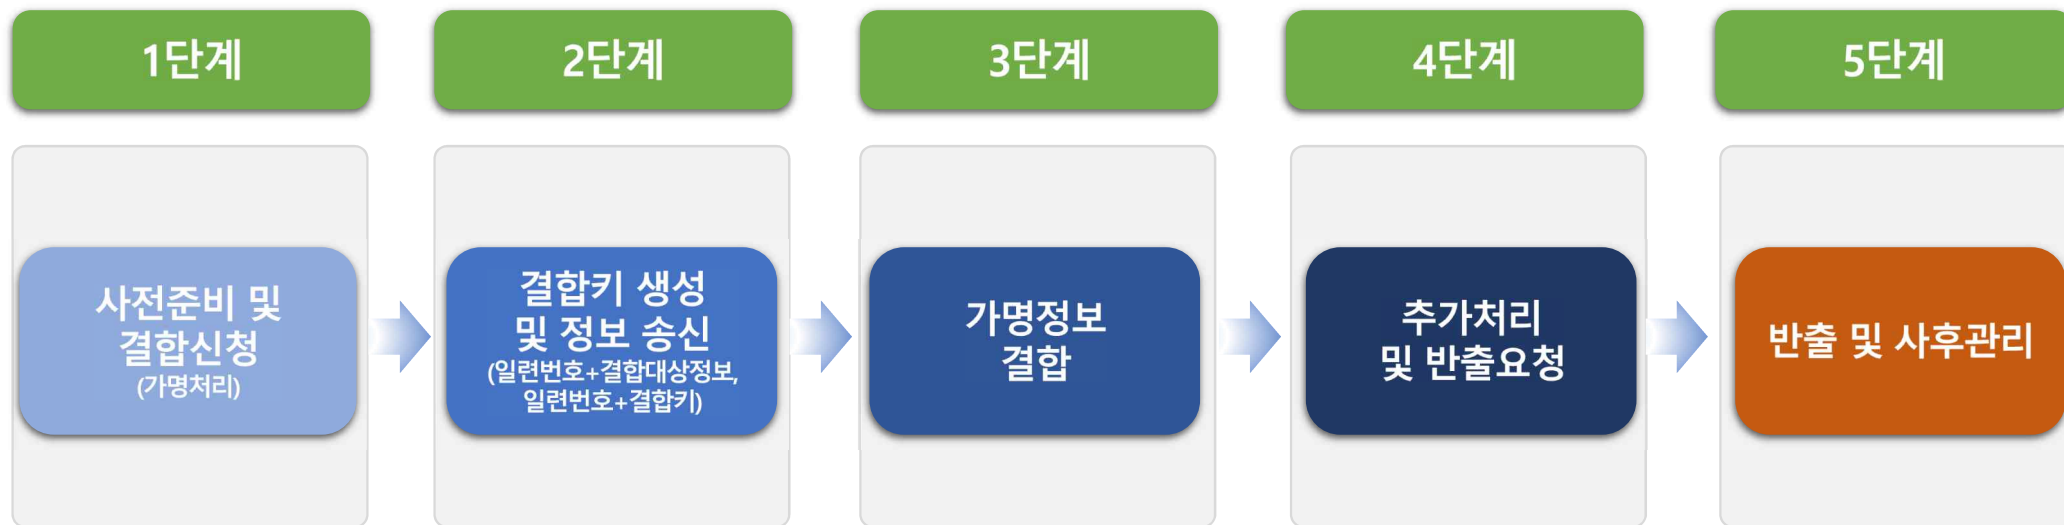 1단계
2단계
3단계
4단계
5단계
사전준비 및
결합신청
(가명처리)
결합키 생성
및 정보 송신
(일련번호+결합대상정보,
일련번호+결합키)
가명정보
결합
추가처리
및 반출요청
반출 및 사후관리